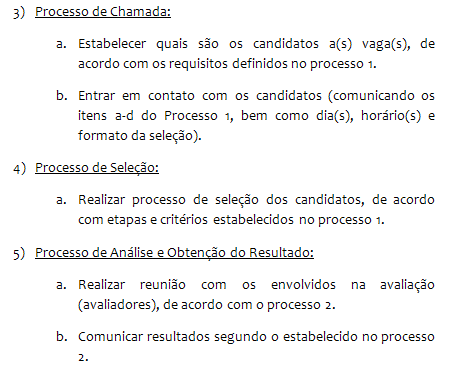 3) Processo de Chamada:
a. Estabelecer quais são os candidatos a(s) vaga(s), de
acordo com os requisitos definidos no processo 1.
b. Entrar em contato com os candidatos (comunicando os
itens a-d do Processo 1, bem como dia(s), horário(s) e
formato da seleção).
4) Processo de Seleção:
a. Realizar processo de seleção dos candidatos, de acordo
com etapas e critérios estabelecidos no processo 1.
5) Processo de Análise e Obtenção do Resultado:
a. Realizar reunião com os envolvidos na avaliação
(avaliadores), de acordo com o processo 2.
b. Comunicar resultados segundo o estabelecido no processo
2.